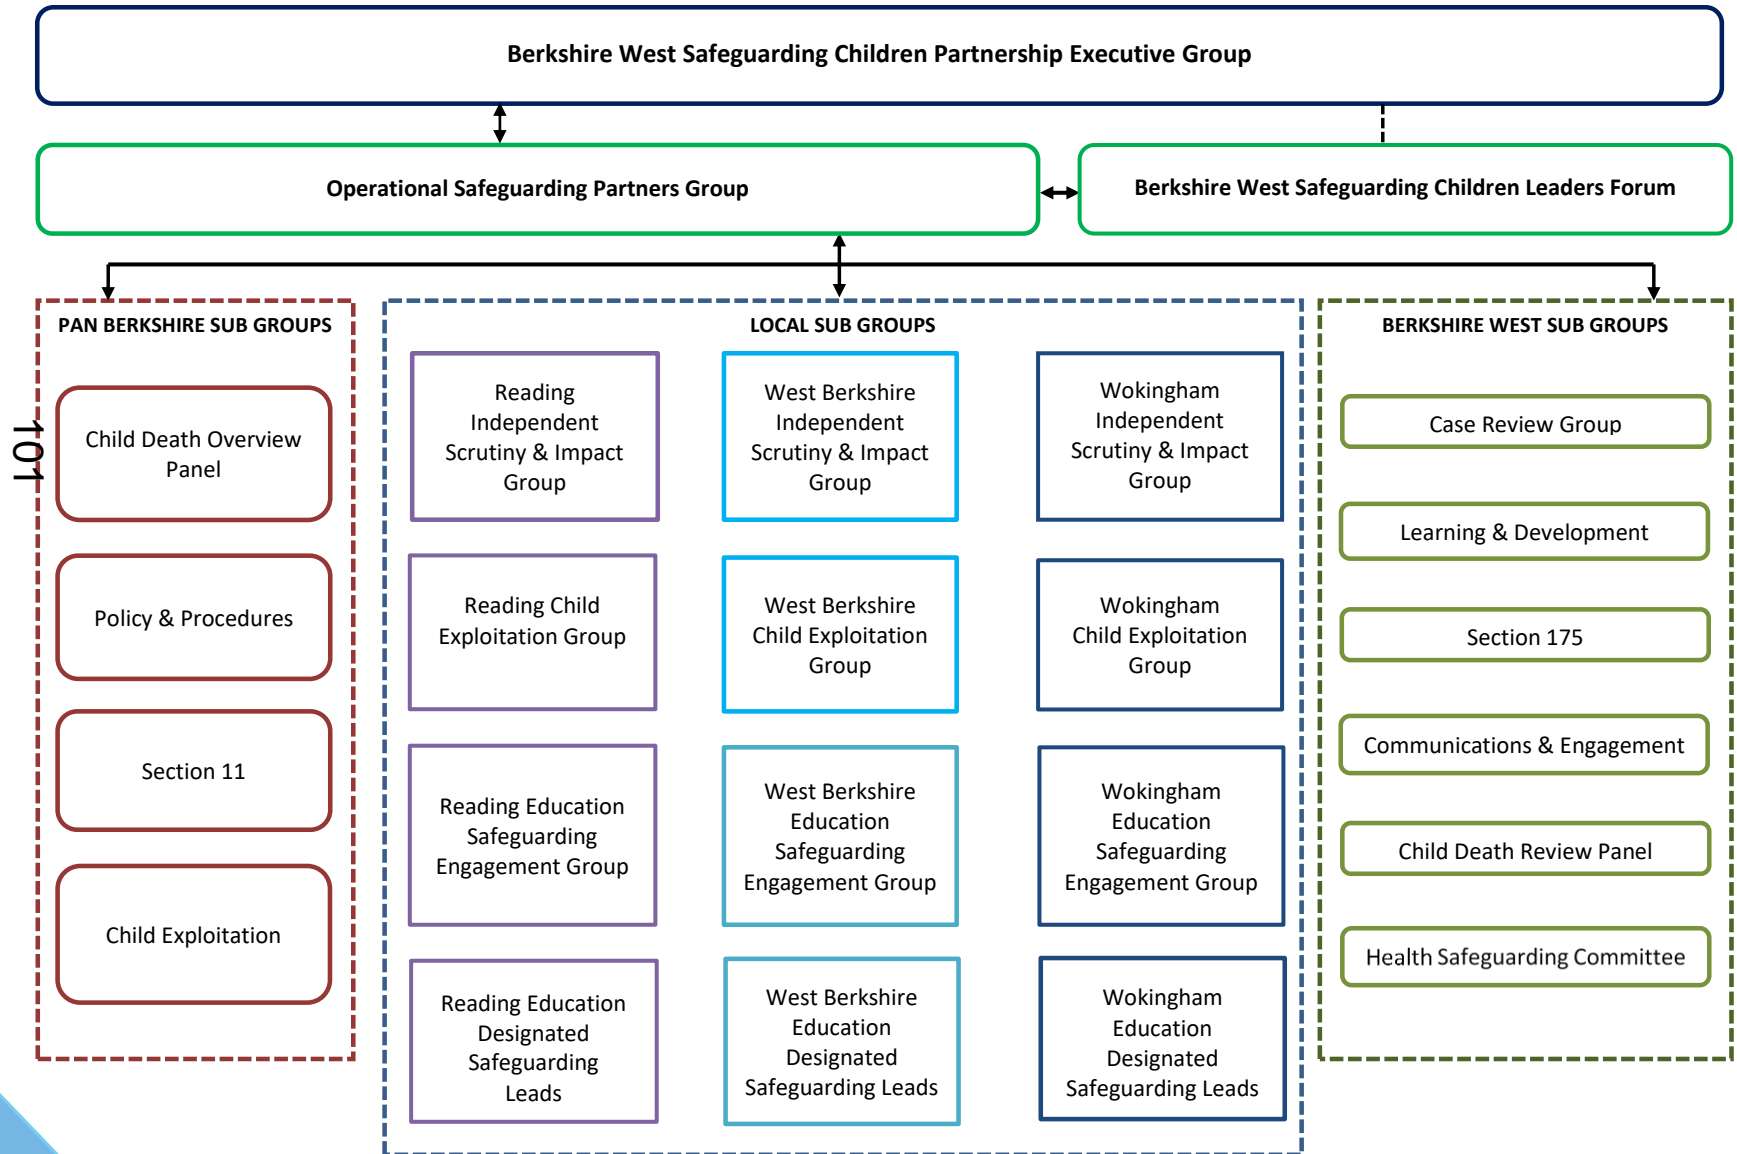 Berkshire West Safeguarding Children Partnership Executive Group
Operational Safeguarding Partners Group
Berkshire West Safeguarding Children Leaders Forum
PAN BERKSHIRE SUB GROUPS
Child Death Overview
Panel
Policy & Procedures
Section 11
Child Exploitation
LOCAL SUB GROUPS
Reading
Independent
Scrutiny & Impact
Group
West Berkshire
Independent
Scrutiny & Impact
Group
Wokingham
Independent
Scrutiny & Impact
Group
Reading Child
Exploitation Group
West Berkshire
Child Exploitation
Group
Wokingham
Child Exploitation
Group
Reading Education
Safeguarding
Engagement Group
West Berkshire
Education
Safeguarding
Engagement Group
Wokingham
Education
Safeguarding
Engagement Group
Reading Education
Designated
Safeguarding
Leads
West Berkshire
Education
Designated
Safeguarding Leads
Wokingham
Education
Designated
Safeguarding Leads
BERKSHIRE WEST SUB GROUPS
Case Review Group
Learning & Development
Section 175
Communications & Engagement
Child Death Review Panel
Health Safeguarding Committee
101